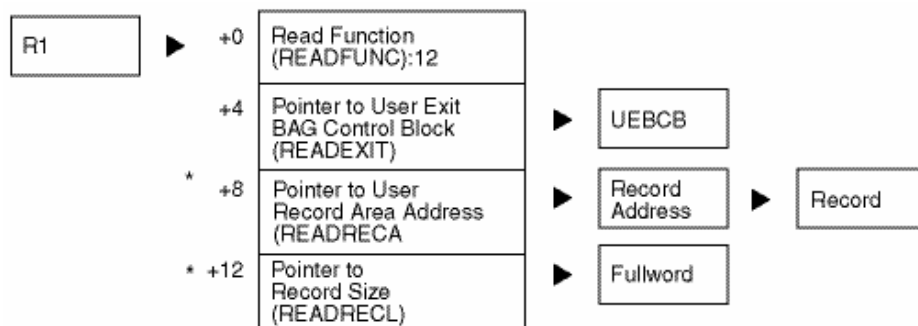 R1
+0
Read Function
(READFUNC):12
+4
Pointer to User Exit
BAG Control Block
(READEXIT)
UEBCB
*
+8
Pointer to User
Record Area Address
(READRECA
Record
Address
Record
* +12
Pointer to
Record Size
(READRECL)
Fullword